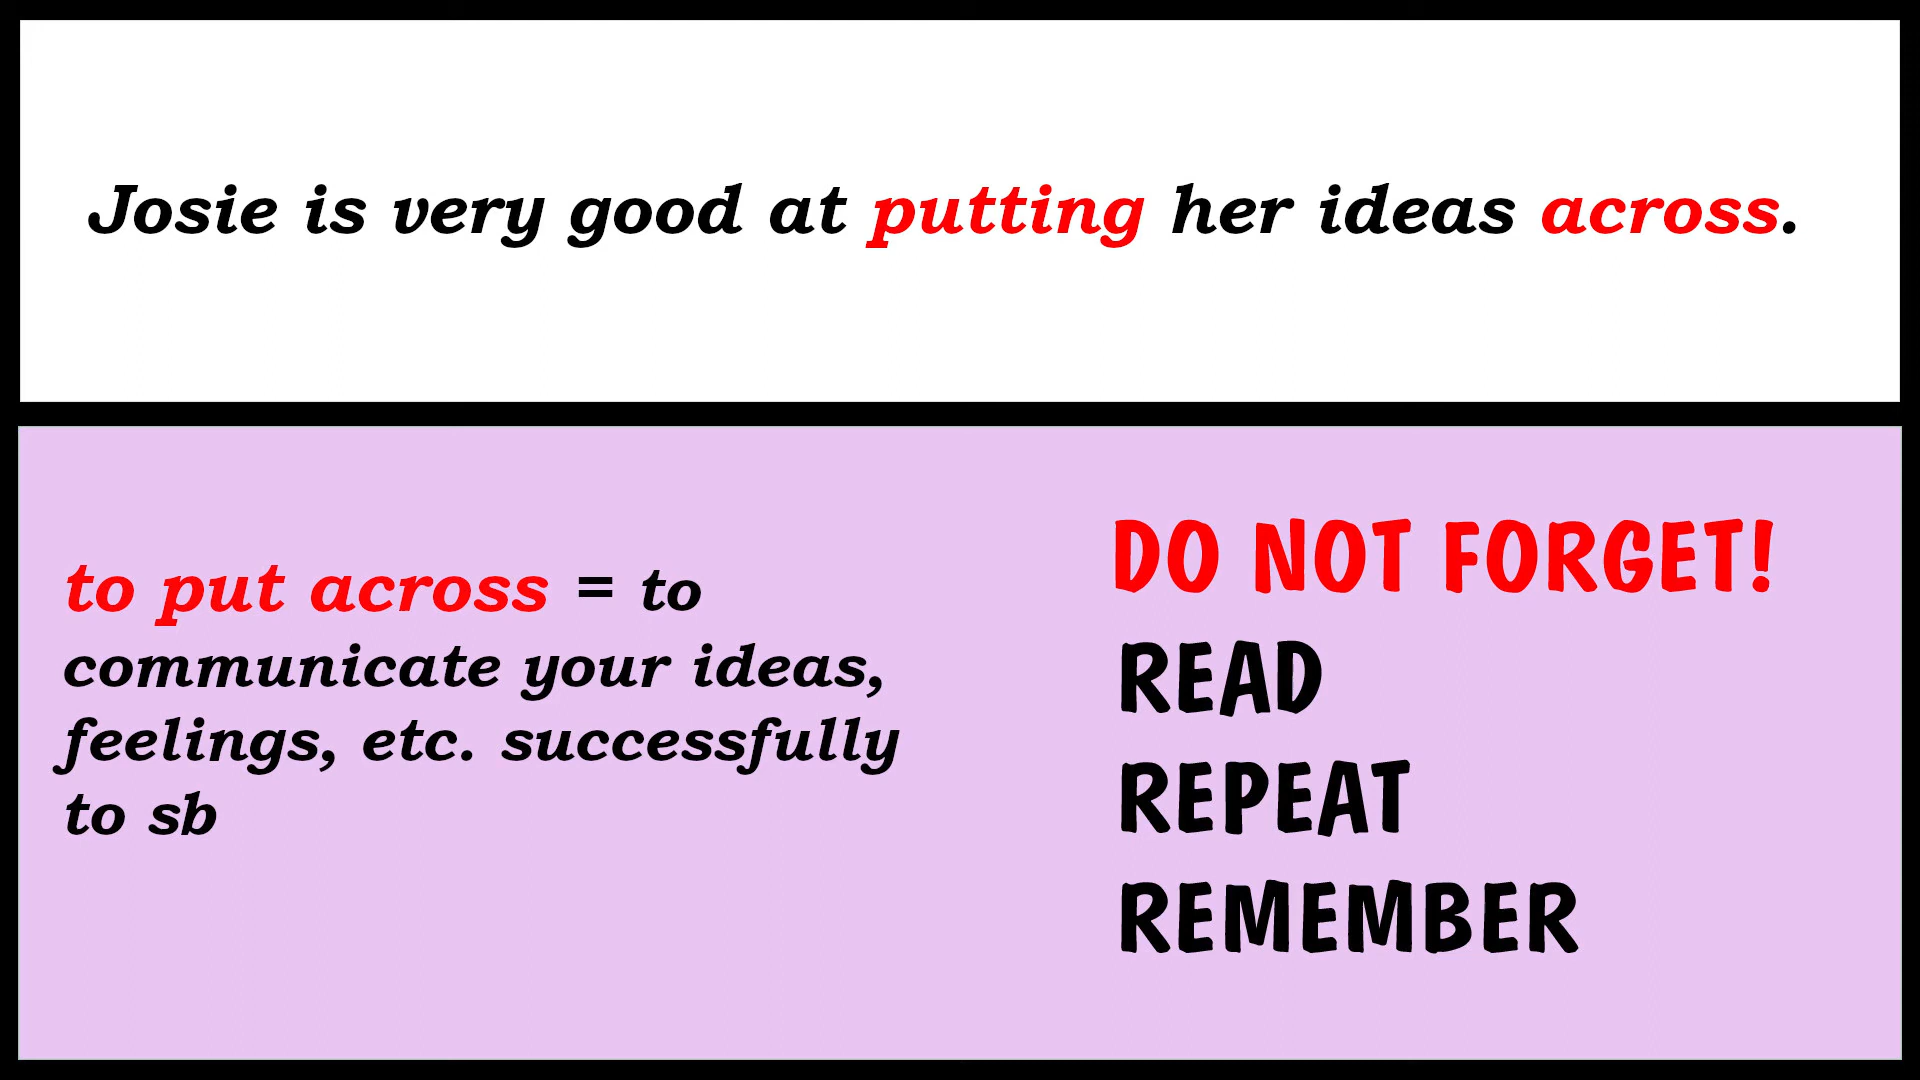 Josie is very good at putting her ideas across.
to put across = to
communicate your ideas,
feelings, etc. successfully
to sb
DO NOT FORGET!
READ
REPEAT
REMEMBER